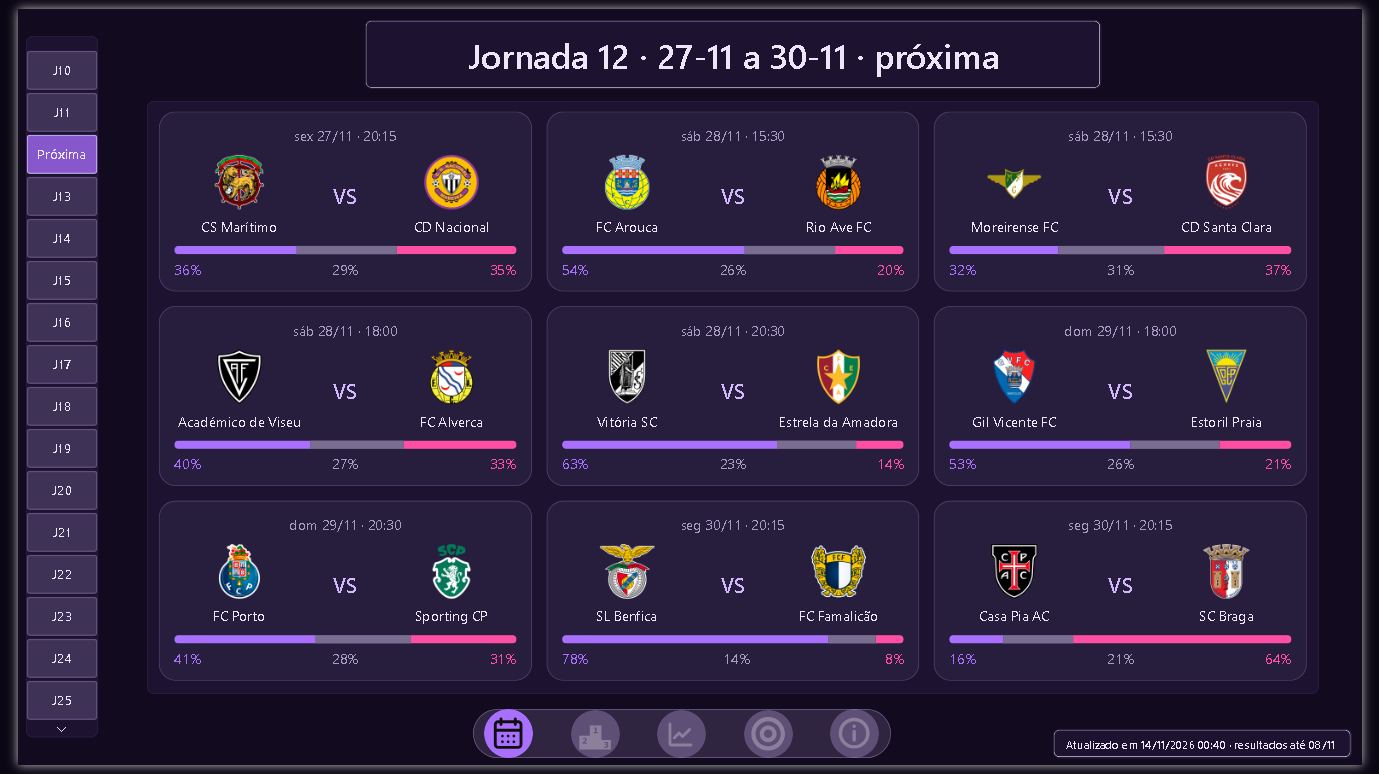 Jornada 12 · 27-11 a 30-11 · próxima
J10
J11
Próxima
J13
J14
J15
J16
J17
J18
J19
J20
J21
J22
J23
J24
J25
sex 27/11 · 20:15
VS
CS Marítimo
CD Nacional
36%
29%
35%
sáb 28/11 · 15:30
VS
FC Arouca
Rio Ave FC
54%
26%
20%
sáb 28/11 · 15:30
VS
Moreirense FC
CD Santa Clara
32%
31%
37%
sáb 28/11 · 18:00
VS
Académico de Viseu
FC Alverca
40%
27%
33%
sáb 28/11 · 20:30
VS
Vitória SC
Estrela da Amadora
63%
23%
14%
dom 29/11 · 18:00
VS
Gil Vicente FC
Estoril Praia
53%
26%
21%
dom 29/11 · 20:30
SCP
VS
FC Porto
Sporting CP
41%
28%
31%
seg 30/11 · 20:15
FCF
VS
SL Benfica
FC Famalicão
78%
14%
8%
seg 30/11 · 20:15
C P
A C
VS
Casa Pia AC
SC Braga
16%
21%
64%
1
2
3
Atualizado em 14/11/2026 00:40 · resultados até 08/11